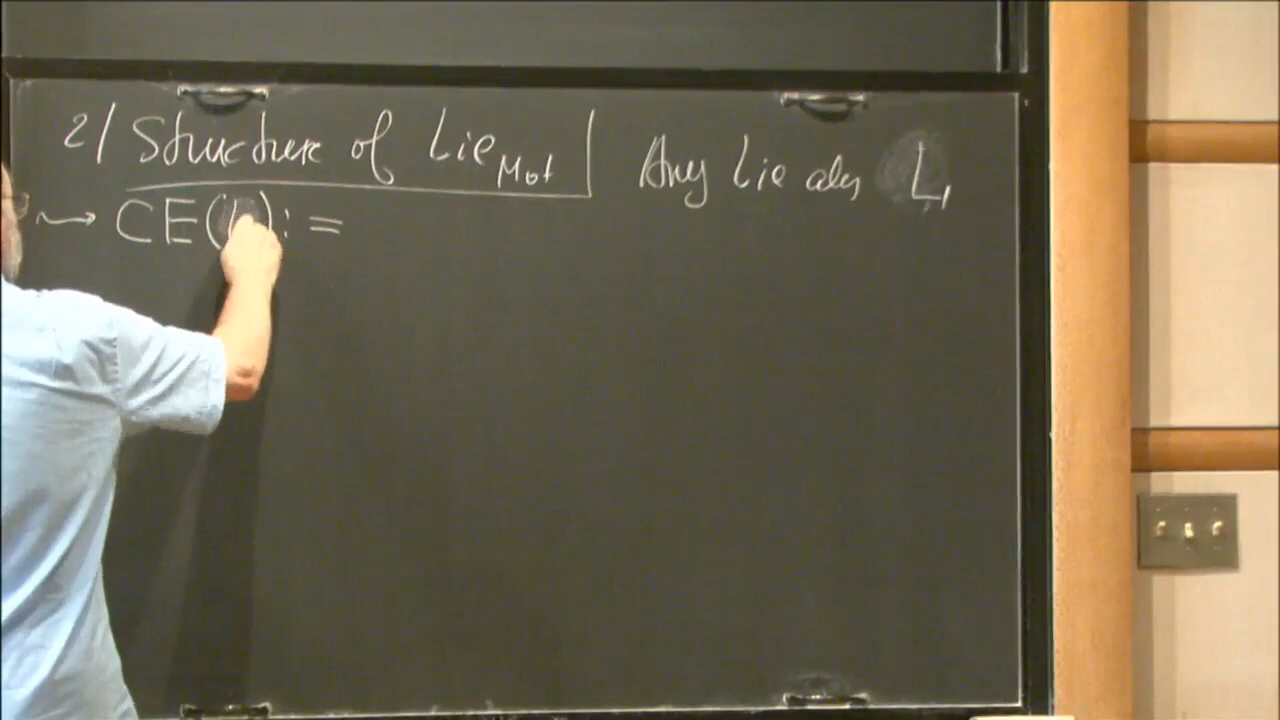 2/ Structure of Lie_Mot | Any Lie alg L,
⇝ CE(L) :=